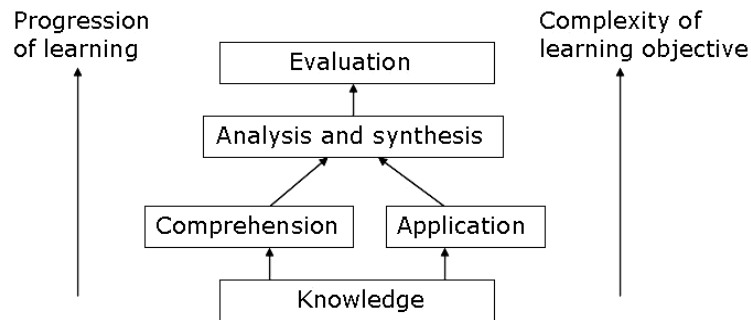 Progression
of learning
Complexity of
learning objective
Evaluation
Analysis and synthesis
Comprehension
Application
Knowledge